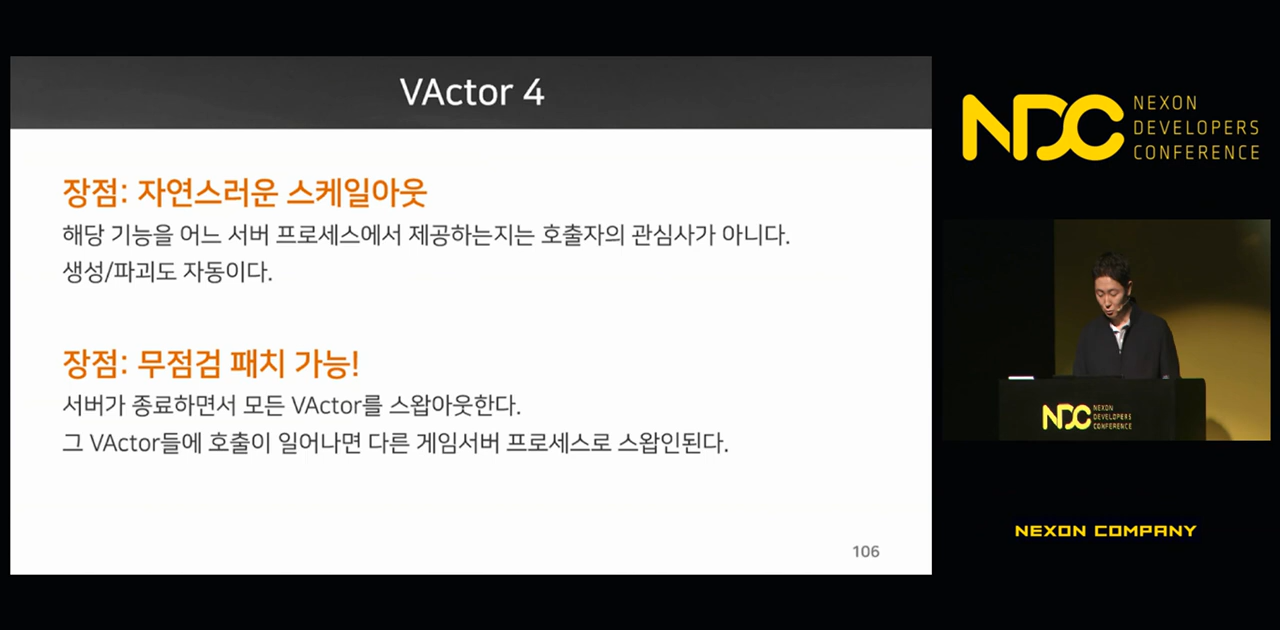 VActor 4
장점: 자연스러운 스케일아웃
해당 기능을 어느 서버 프로세스에서 제공하는지는 호출자의 관심사가 아니다.
생성/파괴도 자동이다.
장점: 무점검 패치 가능!
서버가 종료하면서 모든 VActor를 스왑아웃한다.
그 VActor들에 호출이 일어나면 다른 게임서버 프로세스로 스왑인된다.
106
NDC
NEXON
DEVELOPERS
CONFERENCE
NDC
NEXON
DEVELOPERS
CONFERENCE
NEXON COMPANY